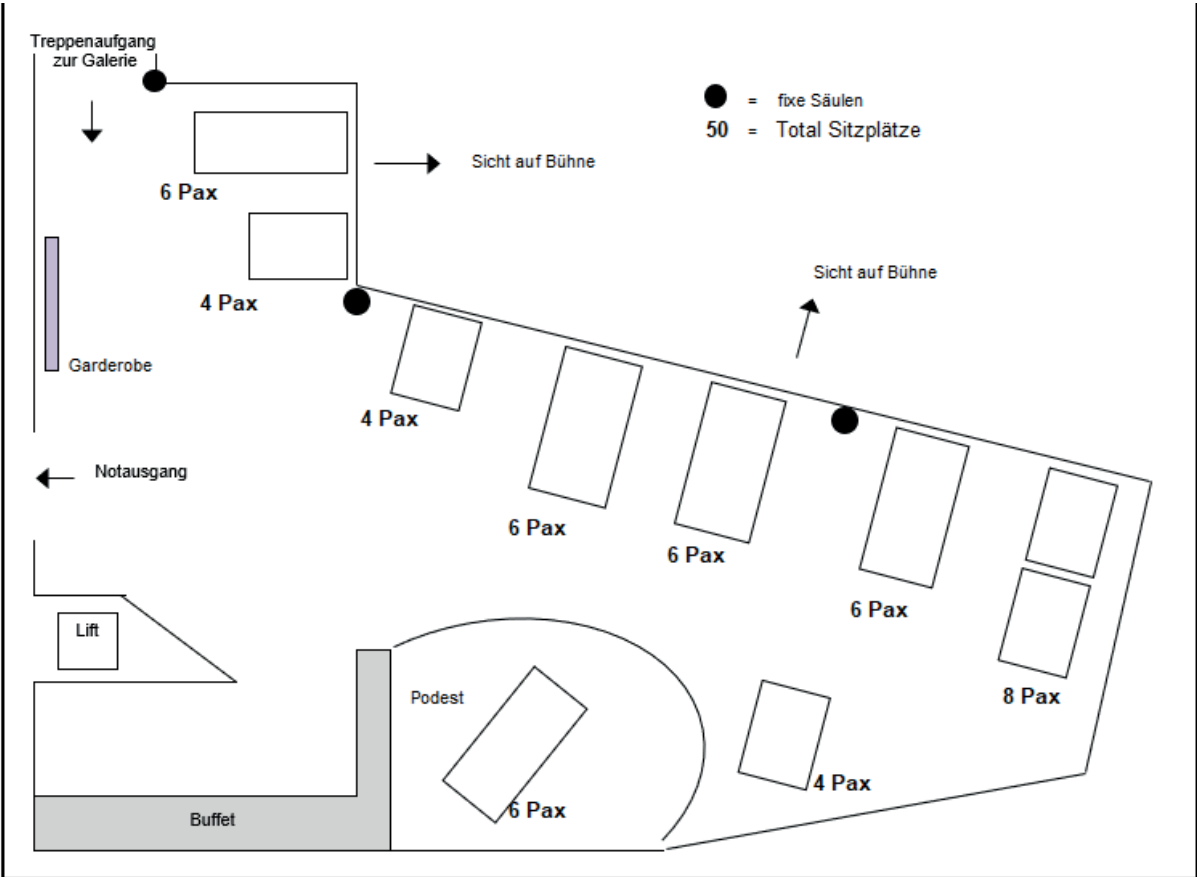 Treppenaufgang
zur Galerie
= fixe Säulen
50 = Total Sitzplätze
Sicht auf Bühne
6 Pax
Sicht auf Bühne
4 Pax
Garderobe
4 Pax
Notausgang
6 Pax
6 Pax
6 Pax
Lift
8 Pax
Podest
4 Pax
6 Pax
Buffet